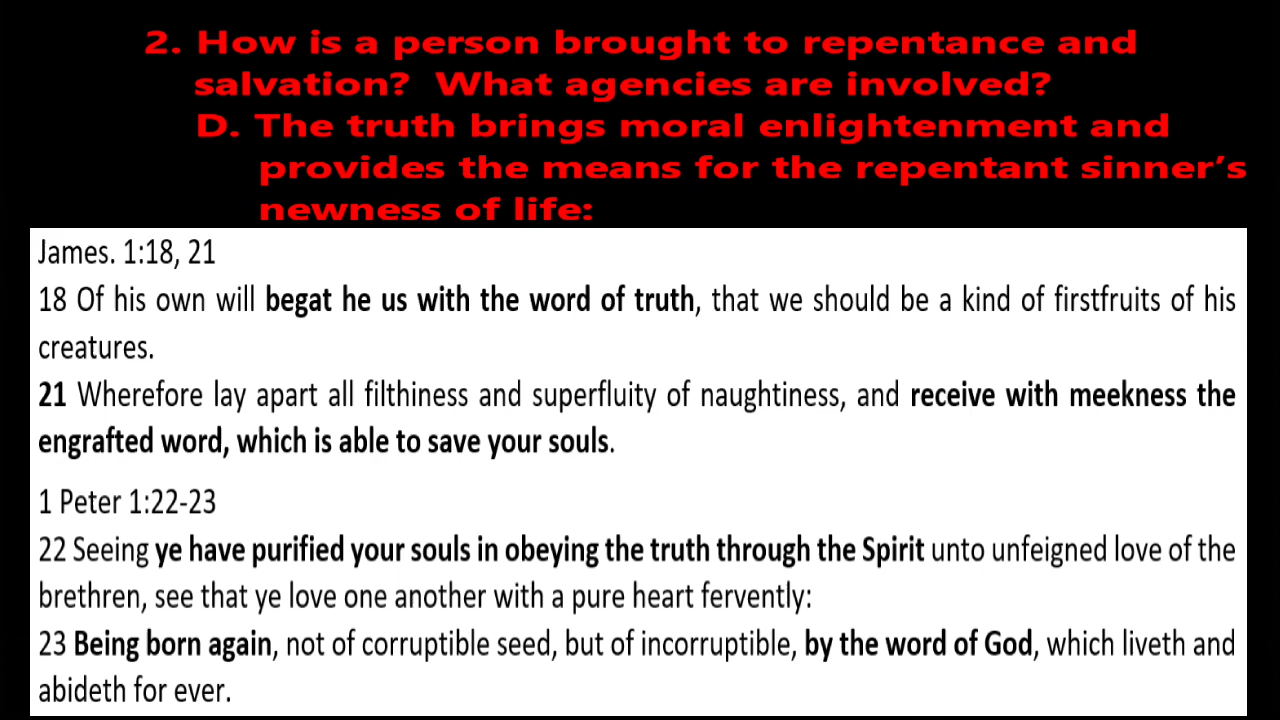 2. How is a person brought to repentance and
salvation? What agencies are involved?
D. The truth brings moral enlightenment and
provides the means for the repentant sinner’s
newness of life:
James. 1:18, 21
18 Of his own will begat he us with the word of truth, that we should be a kind of firstfruits of his
creatures.
21 Wherefore lay apart all filthiness and superfluity of naughtiness, and receive with meekness the
engrafted word, which is able to save your souls.
1 Peter 1:22-23
22 Seeing ye have purified your souls in obeying the truth through the Spirit unto unfeigned love of the
brethren, see that ye love one another with a pure heart fervently:
23 Being born again, not of corruptible seed, but of incorruptible, by the word of God, which liveth and
abideth for ever.